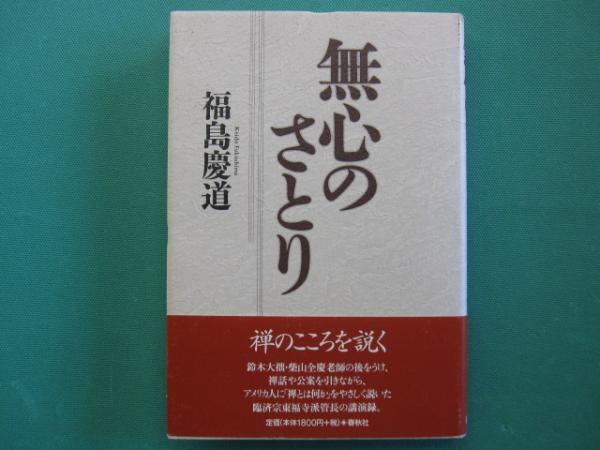 無心の
さとり
福島慶道
Keido Fukushima
禅のこころを説く
鈴木大拙・柴山全慶老師の後をうけ、
禅話や公案を引きながら、
アメリカ人に「禅とは何か」をやさしく説いた
臨済宗東福寺派管長の講演録。
定価(本体1800円+税)●春秋社